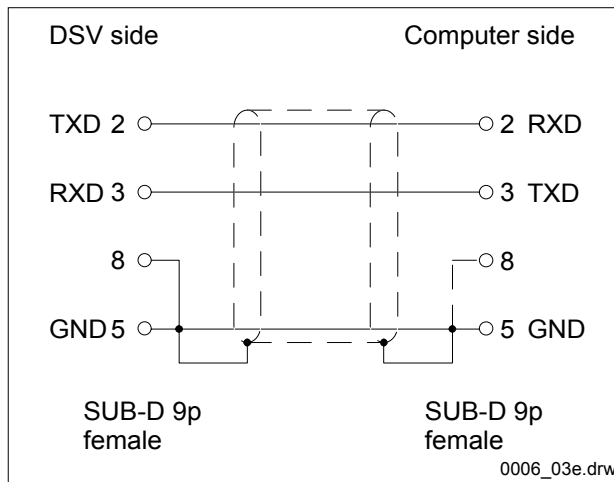 DSV side Computer side
TXD 2 2 RXD
RXD 3 3 TXD
8 8
GND 5 5 GND
SUB-D 9p SUB-D 9p
female female
0006_03e.drw